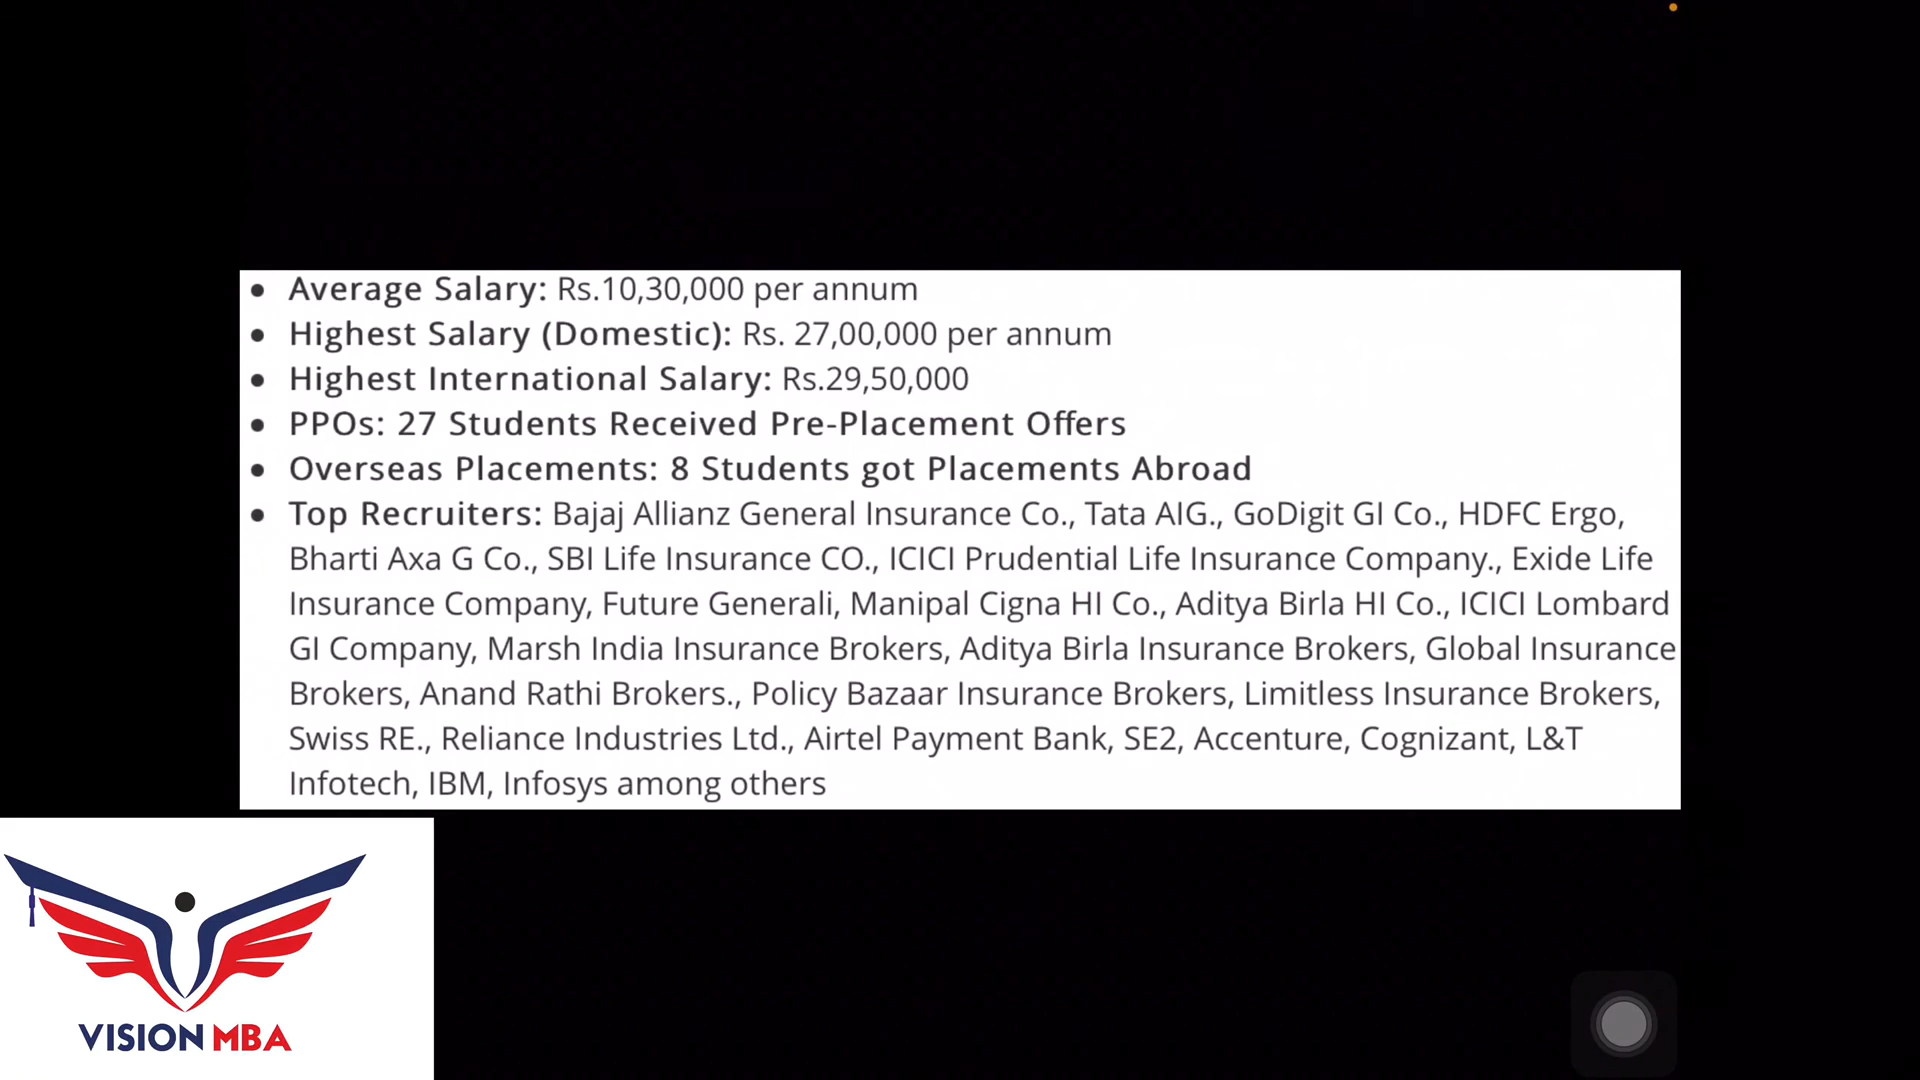 Average Salary: Rs.10,30,000 per annum
Highest Salary (Domestic): Rs. 27,00,000 per annum
Highest International Salary: Rs.29,50,000
PPOs: 27 Students Received Pre-Placement Offers
Overseas Placements: 8 Students got Placements Abroad
Top Recruiters: Bajaj Allianz General Insurance Co., Tata AIG., GoDigit GI Co., HDFC Ergo,
Bharti Axa G Co., SBI Life Insurance CO., ICICI Prudential Life Insurance Company., Exide Life
Insurance Company, Future Generali, Manipal Cigna HI Co., Aditya Birla HI Co., ICICI Lombard
GI Company, Marsh India Insurance Brokers, Aditya Birla Insurance Brokers, Global Insurance
Brokers, Anand Rathi Brokers., Policy Bazaar Insurance Brokers, Limitless Insurance Brokers,
Swiss RE., Reliance Industries Ltd., Airtel Payment Bank, SE2, Accenture, Cognizant, L&T
Infotech, IBM, Infosys among others
VISION MBA